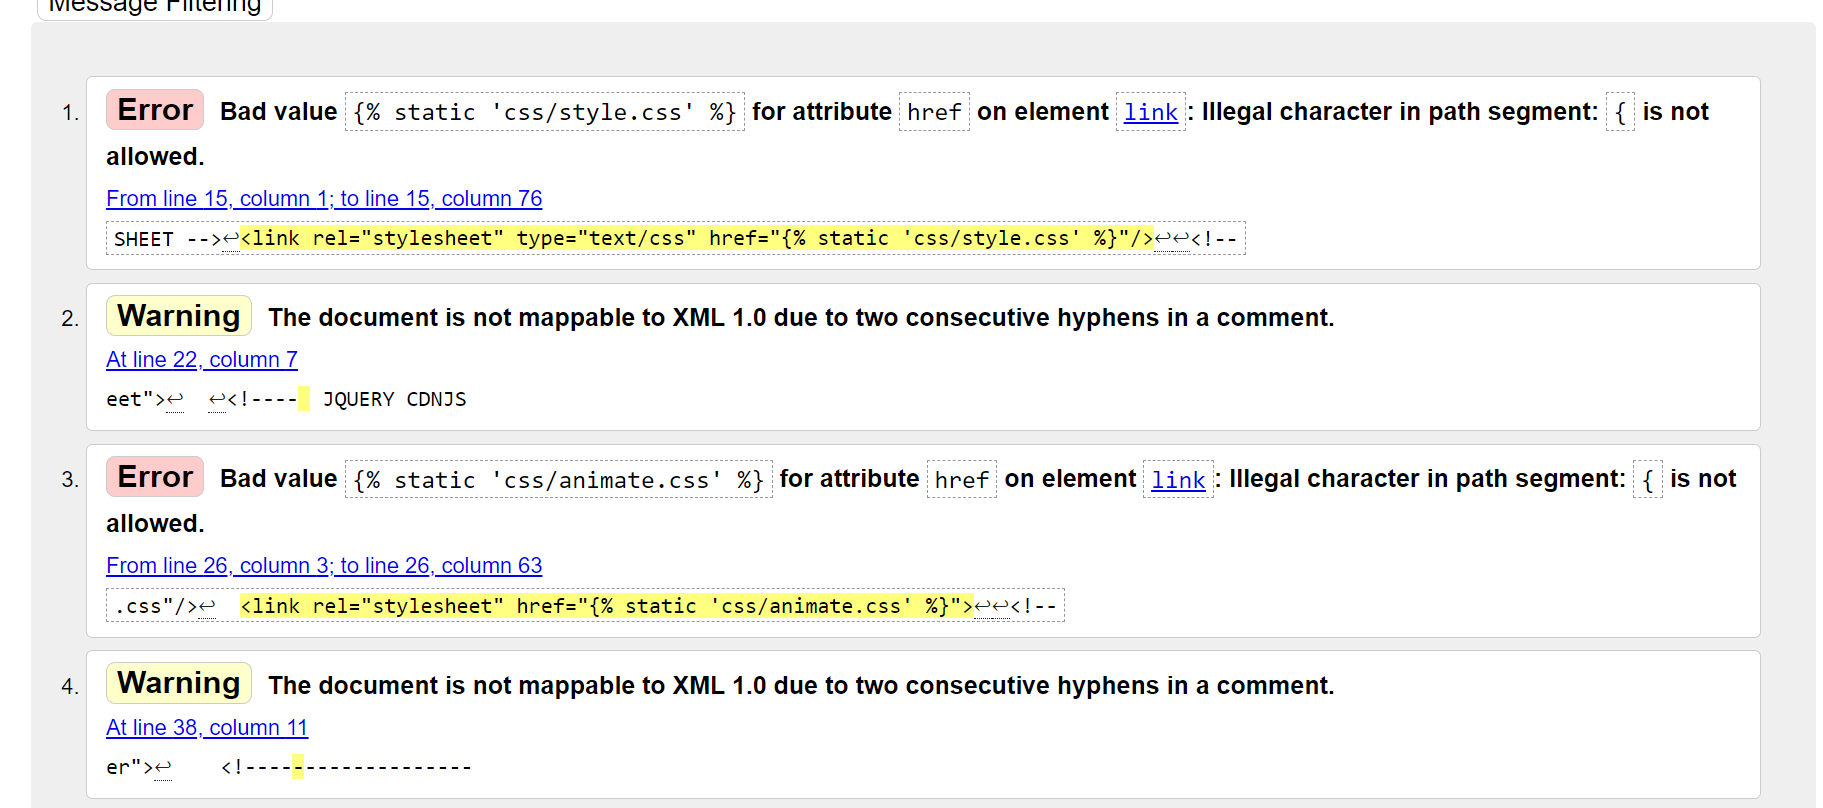 Message Filtering
1. Error Bad value {% static 'css/style.css' %} for attribute href on element link: Illegal character in path segment: { is not
allowed.
From line 15, column 1; to line 15, column 76
SHEET -->↩<link rel="stylesheet" type="text/css" href="{% static 'css/style.css' %}"/>↩↩<!--
2. Warning The document is not mappable to XML 1.0 due to two consecutive hyphens in a comment.
At line 22, column 7
eet">↩  ↩<!---- JQUERY CDNJS
3. Error Bad value {% static 'css/animate.css' %} for attribute href on element link: Illegal character in path segment: { is not
allowed.
From line 26, column 3; to line 26, column 63
.css"/>↩  <link rel="stylesheet" href="{% static 'css/animate.css' %}">↩↩<!--
4. Warning The document is not mappable to XML 1.0 due to two consecutive hyphens in a comment.
At line 38, column 11
er">↩    <!-------------------